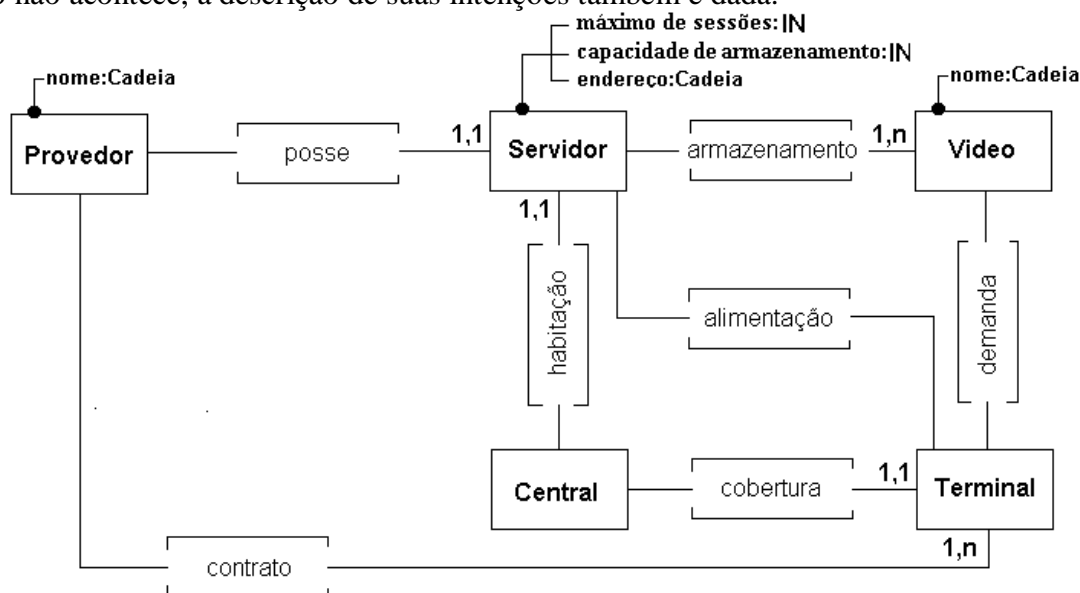 o não acontece, a descrição de suas intenções também é dada.
máximo de sessões:IN
capacidade de armazenamento:IN
endereço:Cadeia
nome:Cadeia
nome:Cadeia
Provedor
posse
1,1
Servidor
armazenamento
1,n
Video
1,1
habitação
alimentação
demanda
Central
cobertura
1,1
Terminal
1,n
contrato